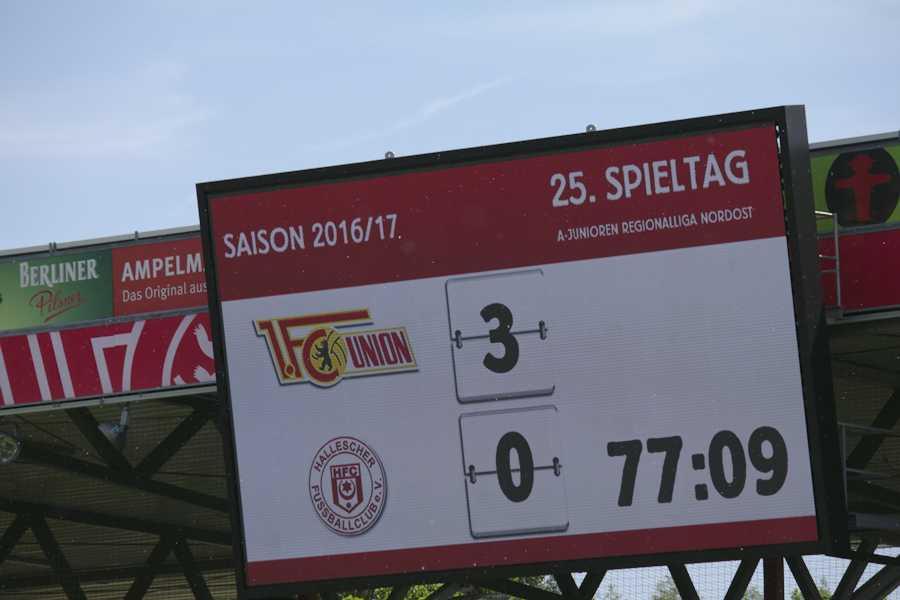 SAISON 2016/17
25. SPIELTAG
A-JUNIOREN REGIONALLIGA NORDOST
BERLINER
Pilsner
AMPELM
Das Original aus
1.FC UNION
3
HALLESCHER
HFC
FUSSBALLCLUB e.V.
0
77:09